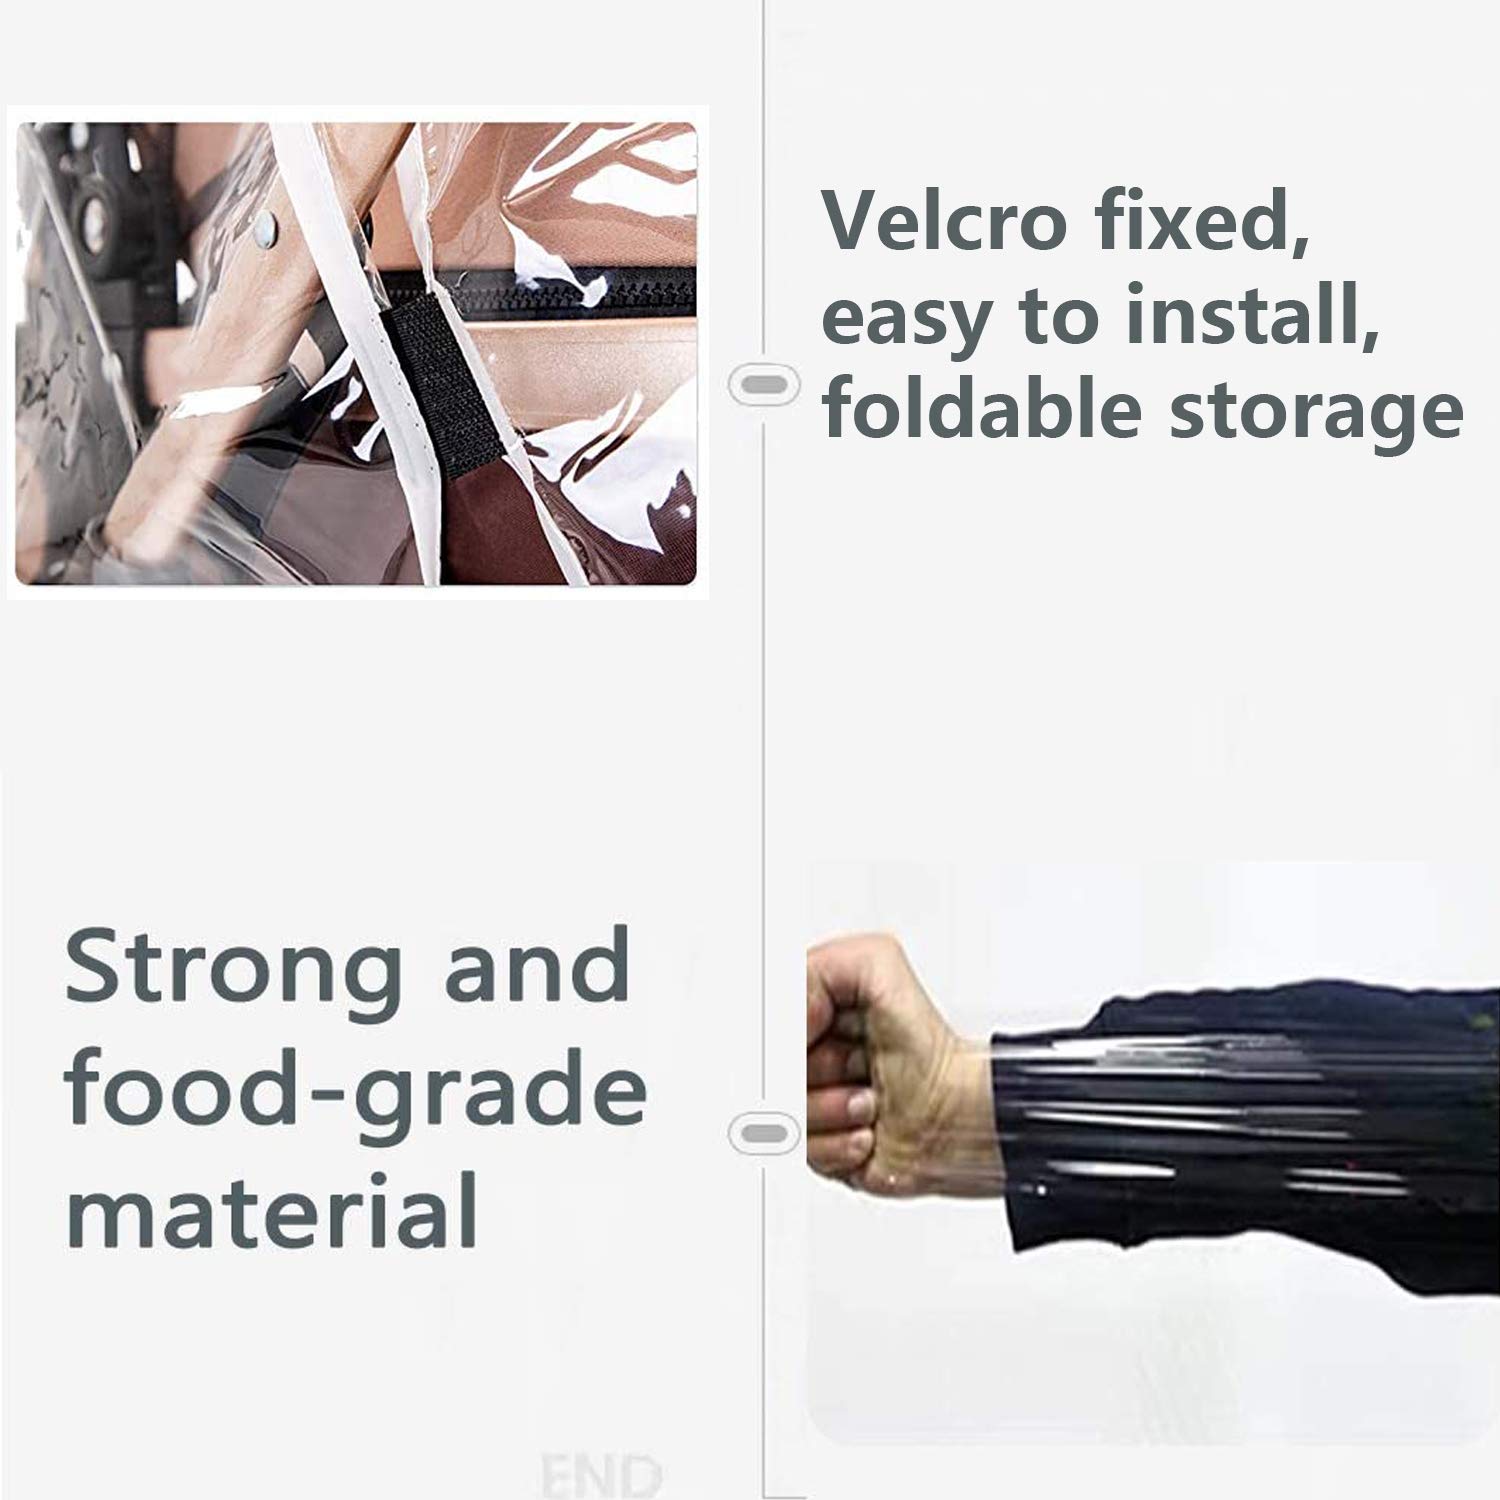 Velcro fixed,
easy to install,
foldable storage
Strong and
food-grade
material
END